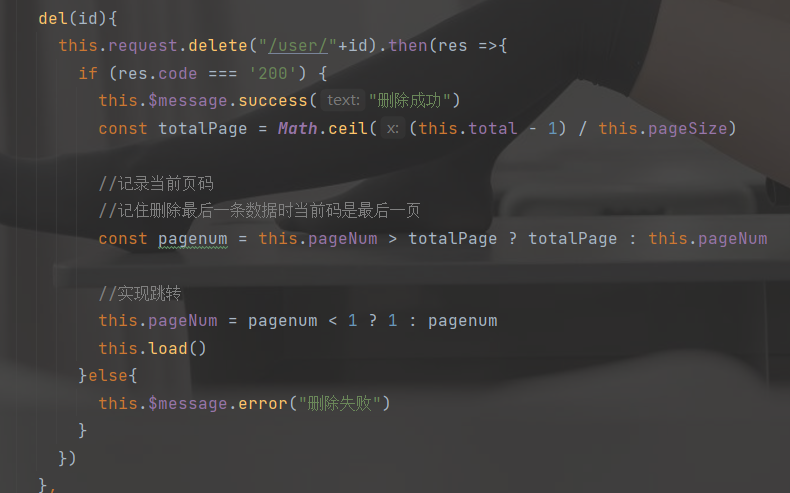 del(id){
this.request.delete("/user/"+id).then(res =>{
if (res.code === '200') {
this.$message.success( text: "删除成功")
const totalPage = Math.ceil( x: (this.total - 1) / this.pageSize)
//记录当前页码
//记住删除最后一条数据时当前码是最后一页
const pagenum = this.pageNum > totalPage ? totalPage : this.pageNum
//实现跳转
this.pageNum = pagenum < 1 ? 1 : pagenum
this.load()
}else{
this.$message.error("删除失败")
}
})
},